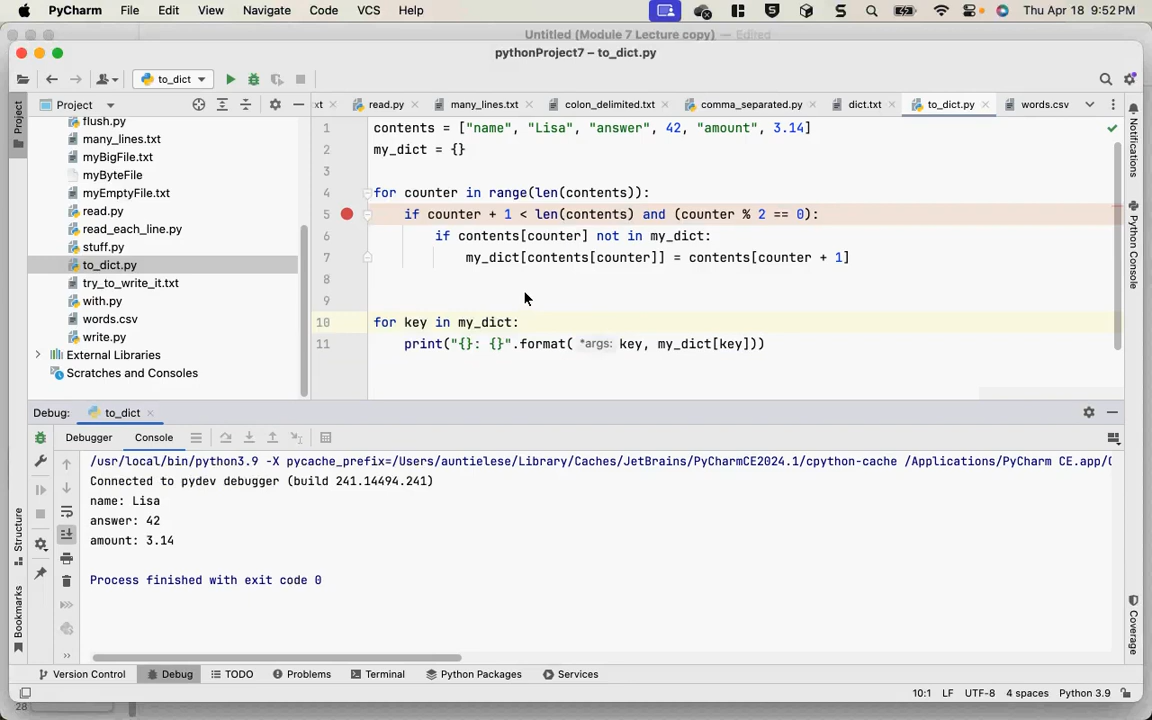 PyCharm File Edit View Navigate Code VCS Help Thu Apr 18 9:52 PM
Untitled (Module 7 Lecture copy) — Edited
pythonProject7 – to_dict.py
to_dict
Project
xt read.py many_lines.txt colon_delimited.txt comma_separated.py dict.txt to_dict.py words.csv
flush.py
many_lines.txt
myBigFile.txt
myByteFile
myEmptyFile.txt
read.py
read_each_line.py
stuff.py
to_dict.py
try_to_write_it.txt
with.py
words.csv
write.py
External Libraries
Scratches and Consoles
1 contents = ["name", "Lisa", "answer", 42, "amount", 3.14]
2 my_dict = {}
3
4 for counter in range(len(contents)):
5 if counter + 1 < len(contents) and (counter % 2 == 0):
6 if contents[counter] not in my_dict:
7 my_dict[contents[counter]] = contents[counter + 1]
8
9
10 for key in my_dict:
11 print("{}: {}".format( *args: key, my_dict[key]))
Project
Structure
Bookmarks
Notifications
Python Console
Coverage
Debug: to_dict
Debugger Console
/usr/local/bin/python3.9 -X pycache_prefix=/Users/auntielese/Library/Caches/JetBrains/PyCharmCE2024.1/cpython-cache /Applications/PyCharm CE.app/
Connected to pydev debugger (build 241.14494.241)
name: Lisa
answer: 42
amount: 3.14
Process finished with exit code 0
Version Control Debug TODO Problems Terminal Python Packages Services
10:1 LF UTF-8 4 spaces Python 3.9
28